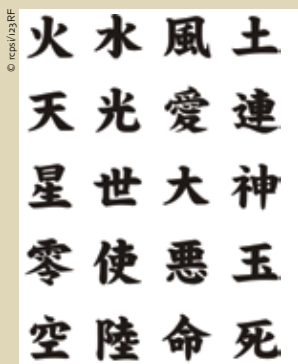 © rcpsi/123RF
火 水 風 土
天 光 愛 連
星 世 大 神
零 使 悪 玉
空 陸 命 死